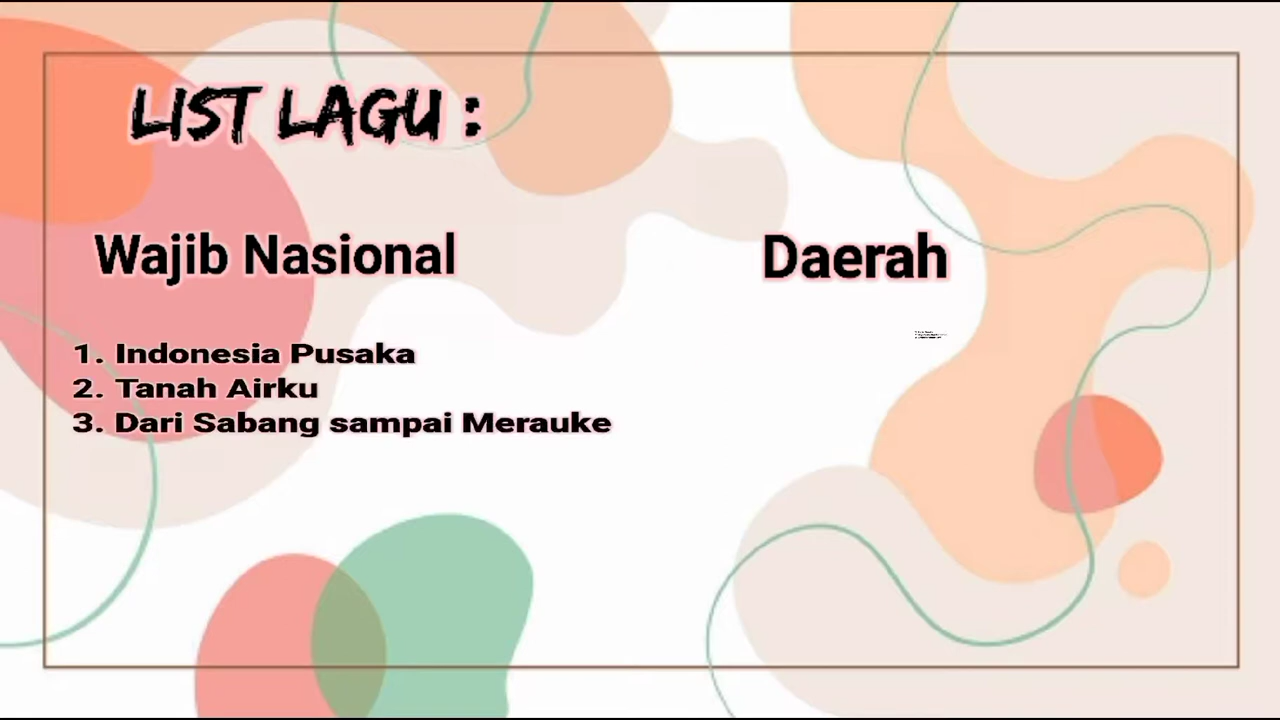 LIST LAGU :
Wajib Nasional
Daerah
1. Indonesia Pusaka
2. Tanah Airku
3. Dari Sabang sampai Merauke